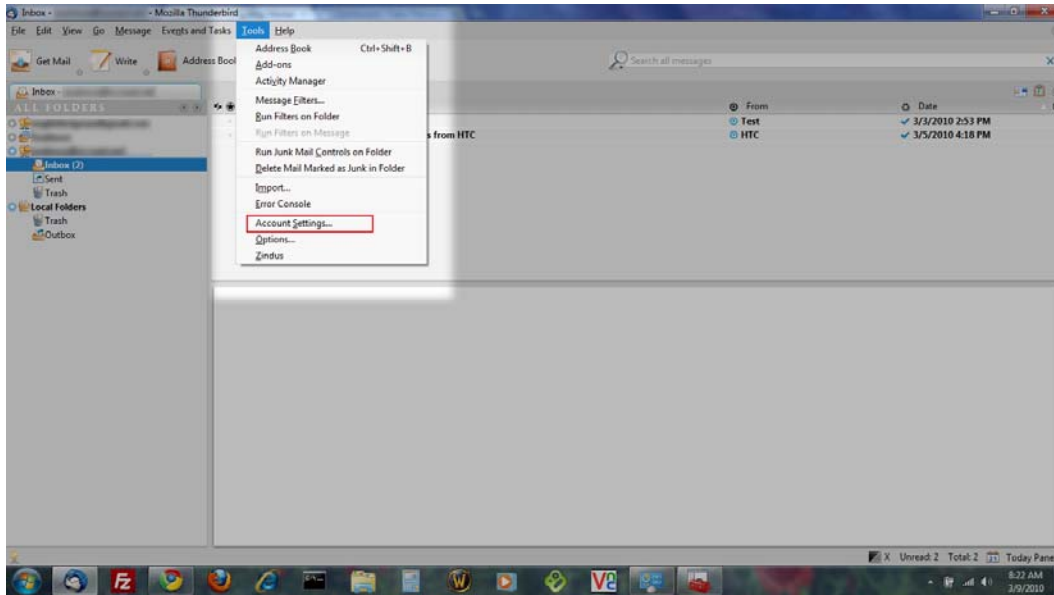 Inbox - - Mozilla Thunderbird
File Edit View Go Message Events and Tasks Tools Help
Get Mail Write Address Book Search all messages
Inbox -
ALL FOLDERS
Inbox (2)
Sent
Trash
Local Folders
Trash
Outbox
Address Book Ctrl+Shift+B
Add-ons
Activity Manager
Message Filters...
Run Filters on Folder
Run Filters on Message
Run Junk Mail Controls on Folder
Delete Mail Marked as Junk in Folder
Import...
Error Console
Account Settings...
Options...
Zindus
From Date
Test 3/3/2010 2:53 PM
s from HTC HTC 3/5/2010 4:18 PM
X Unread: 2 Total: 2 Today Pane
8:22 AM
3/9/2010